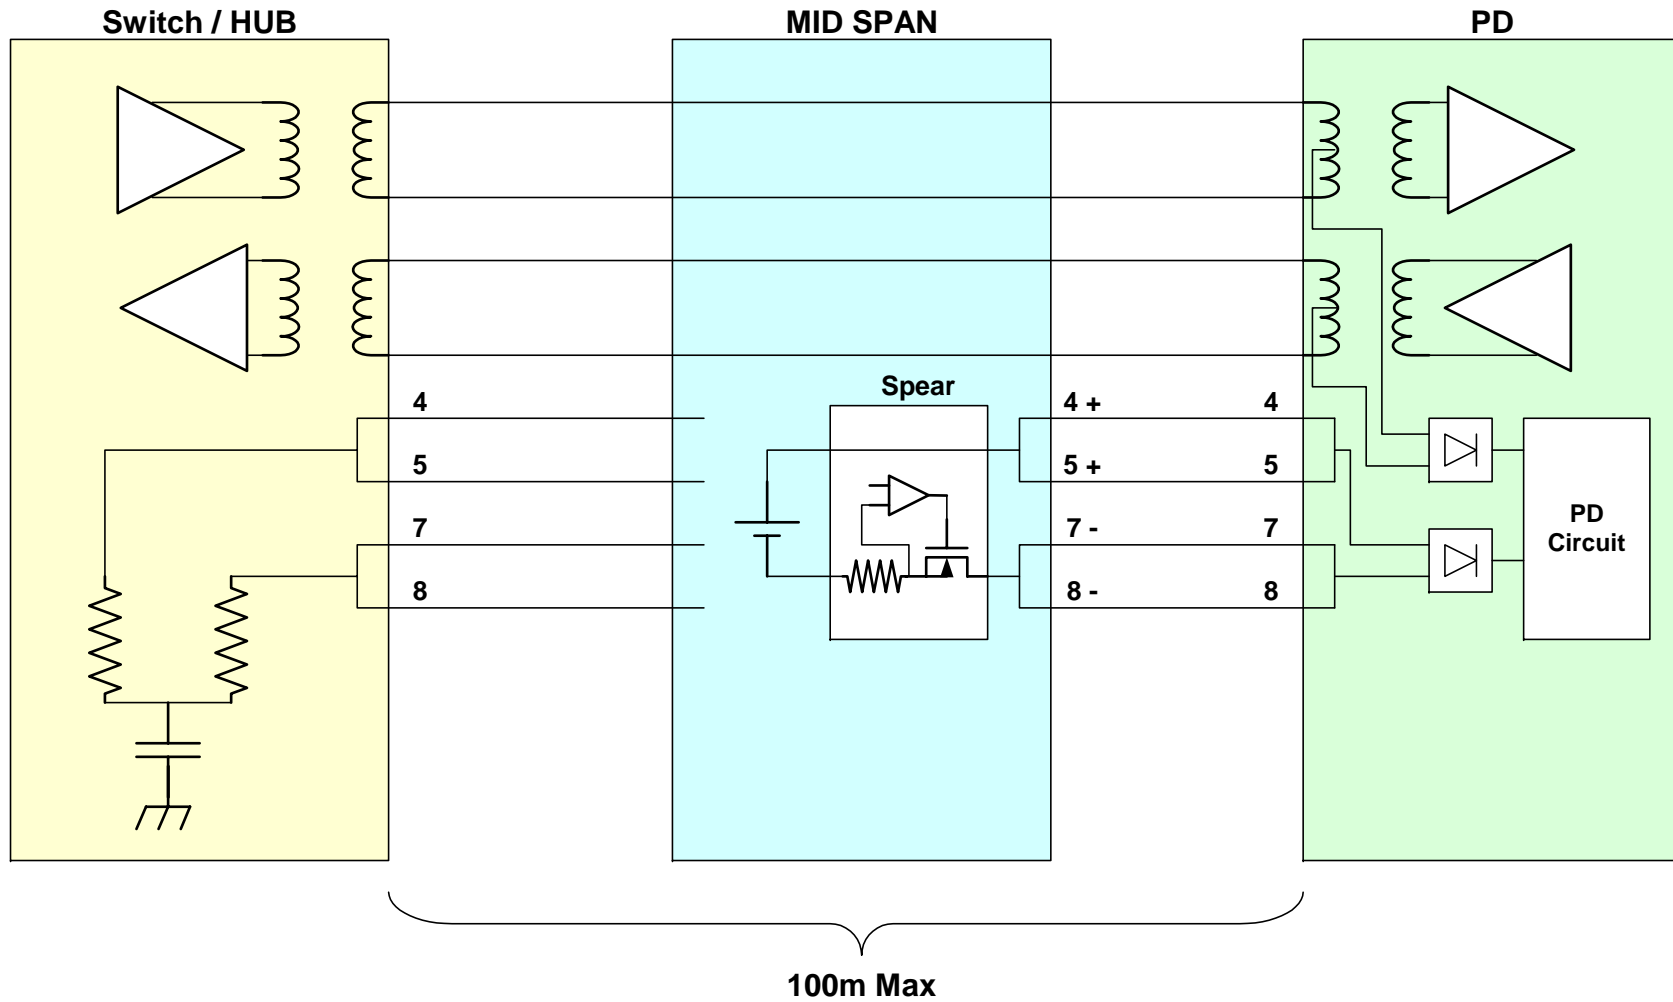 Switch / HUB
MID SPAN
PD
Spear
4
4 +
4
5
5 +
5
7
7 -
7
8
8 -
8
PD
Circuit
100m Max